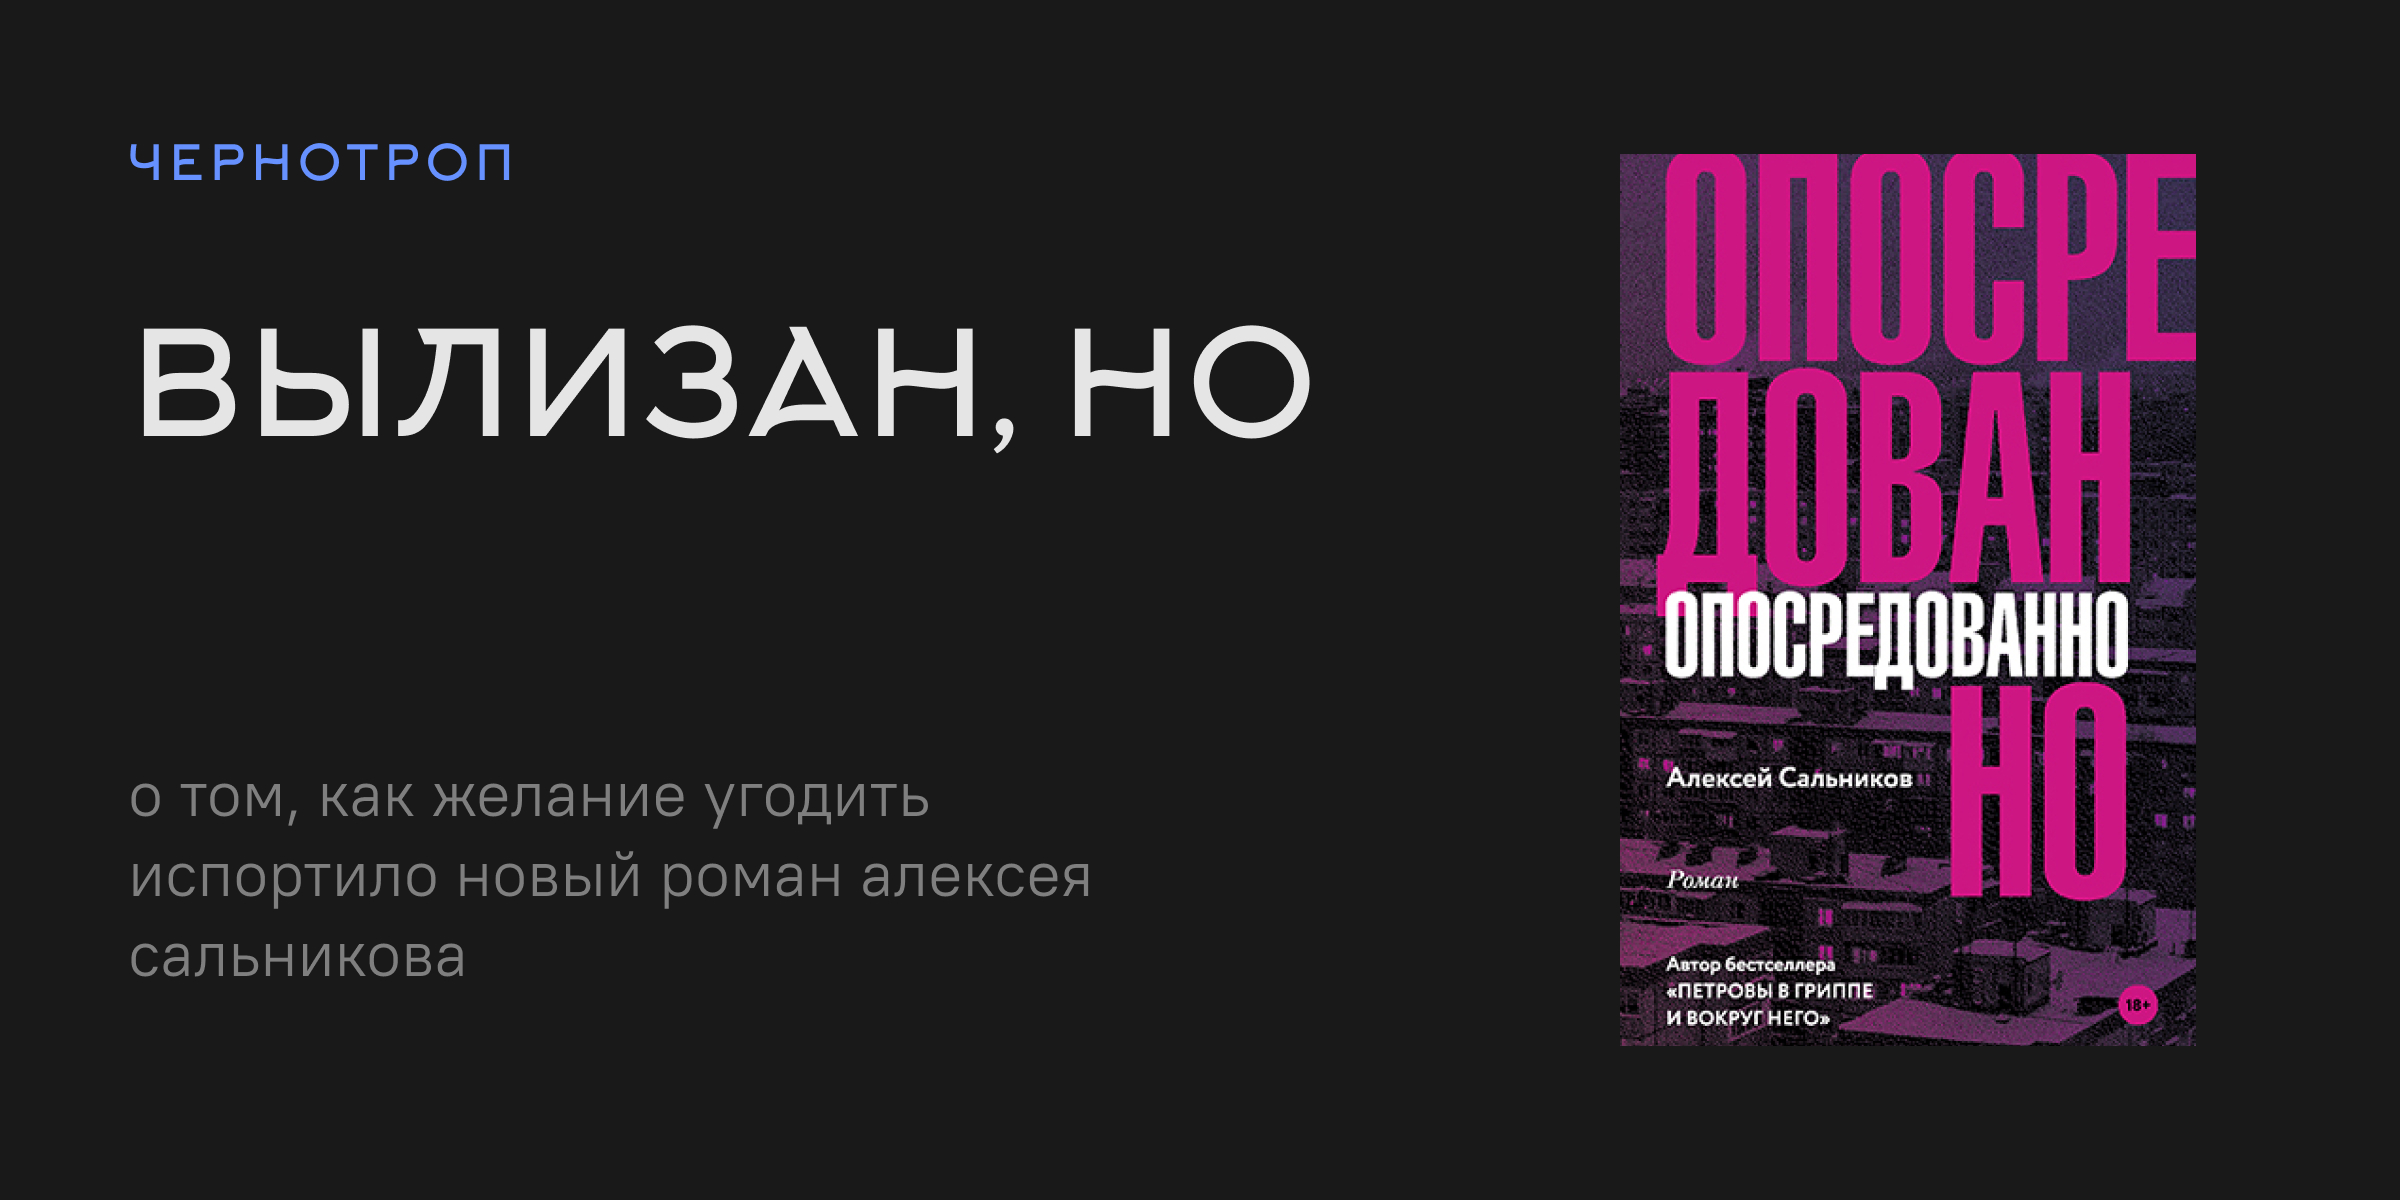 ЧЕРНОТРОП
ВЫЛИЗАН, НО
о том, как желание угодить
испортило новый роман алексея
сальникова
ОПОСРЕ
ДОВАН
ОПОСРЕДОВАННО
НО
Алексей Сальников
Роман
Автор бестселлера
«ПЕТРОВЫ В ГРИППЕ
И ВОКРУГ НЕГО»
18+